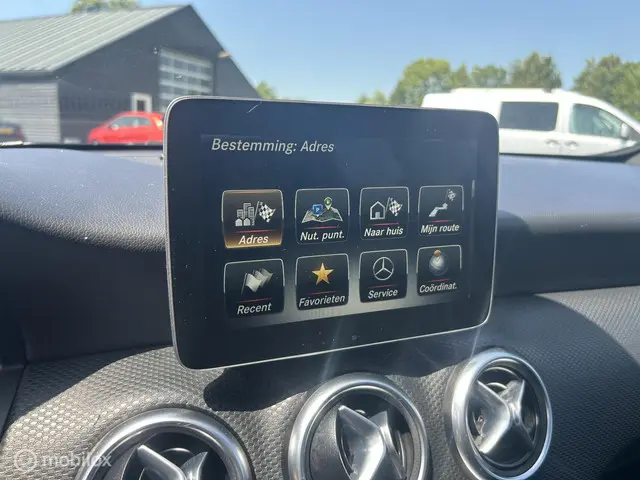 Bestemming: Adres
Adres
Nut. punt.
Naar huis
Mijn route
Recent
Favorieten
Service
Coördinat.
mobilox